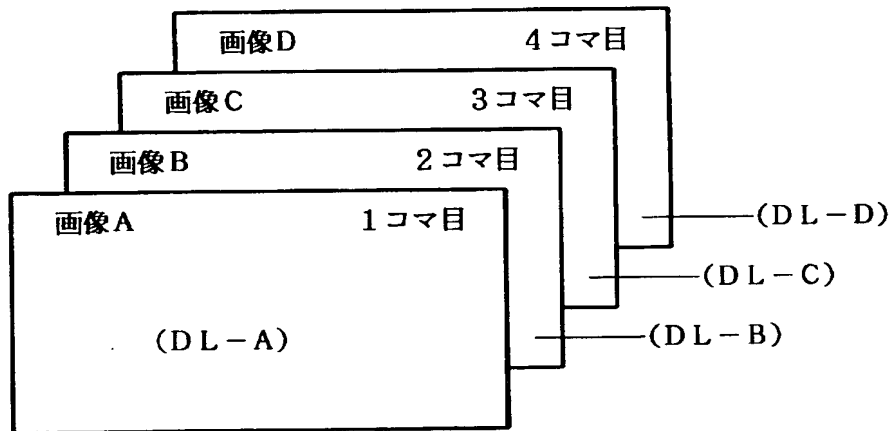 画像D 4コマ目
画像C 3コマ目
画像B 2コマ目
画像A 1コマ目
(DL-D)
(DL-C)
(DL-B)
(DL-A)